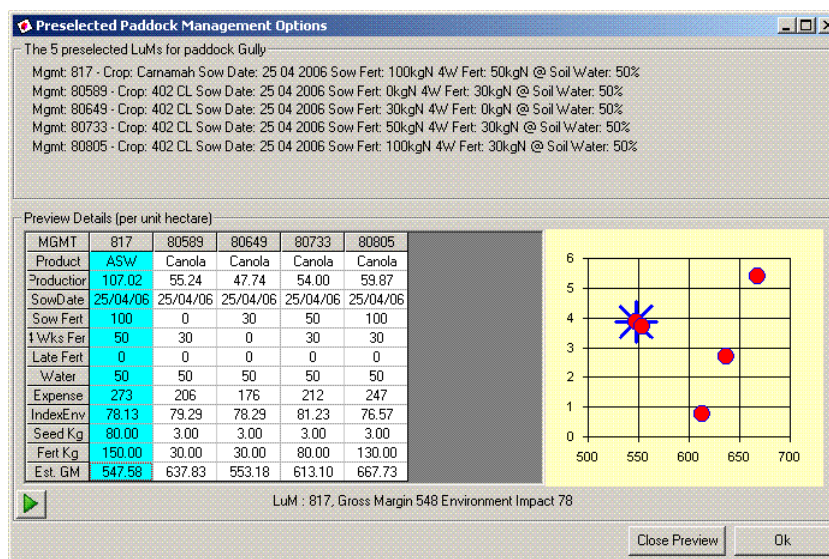 Preselected Paddock Management Options
The 5 preselected LuMs for paddock Gully
Mgmt: 817 - Crop: Carnamah Sow Date: 25 04 2006 Sow Fert: 100kgN 4W Fert: 50kgN @ Soil Water: 50%
Mgmt: 80589 - Crop: 402 CL Sow Date: 25 04 2006 Sow Fert: 0kgN 4W Fert: 30kgN @ Soil Water: 50%
Mgmt: 80649 - Crop: 402 CL Sow Date: 25 04 2006 Sow Fert: 30kgN 4W Fert: 0kgN @ Soil Water: 50%
Mgmt: 80733 - Crop: 402 CL Sow Date: 25 04 2006 Sow Fert: 50kgN 4W Fert: 30kgN @ Soil Water: 50%
Mgmt: 80805 - Crop: 402 CL Sow Date: 25 04 2006 Sow Fert: 100kgN 4W Fert: 30kgN @ Soil Water: 50%
Preview Details (per unit hectare)
MGMT 817 80589 80649 80733 80805
Product ASW Canola Canola Canola Canola
Production 107.02 55.24 47.74 54.00 59.87
SowDate 25/04/06 25/04/06 25/04/06 25/04/06 25/04/06
Sow Fert 100 0 30 50 100
4 Wks Fer 50 30 0 30 30
Late Fert 0 0 0 0 0
Water 50 50 50 50 50
Expense 273 206 176 212 247
IndexEnv 78.13 79.29 78.29 81.23 76.57
Seed Kg 80.00 3.00 3.00 3.00 3.00
Fert Kg 150.00 30.00 30.00 80.00 130.00
Est. GM 547.58 637.83 553.18 613.10 667.73
6
5
4
3
2
1
0
500 550 600 650 700
LuM : 817, Gross Margin 548 Environment Impact 78
Close Preview Ok